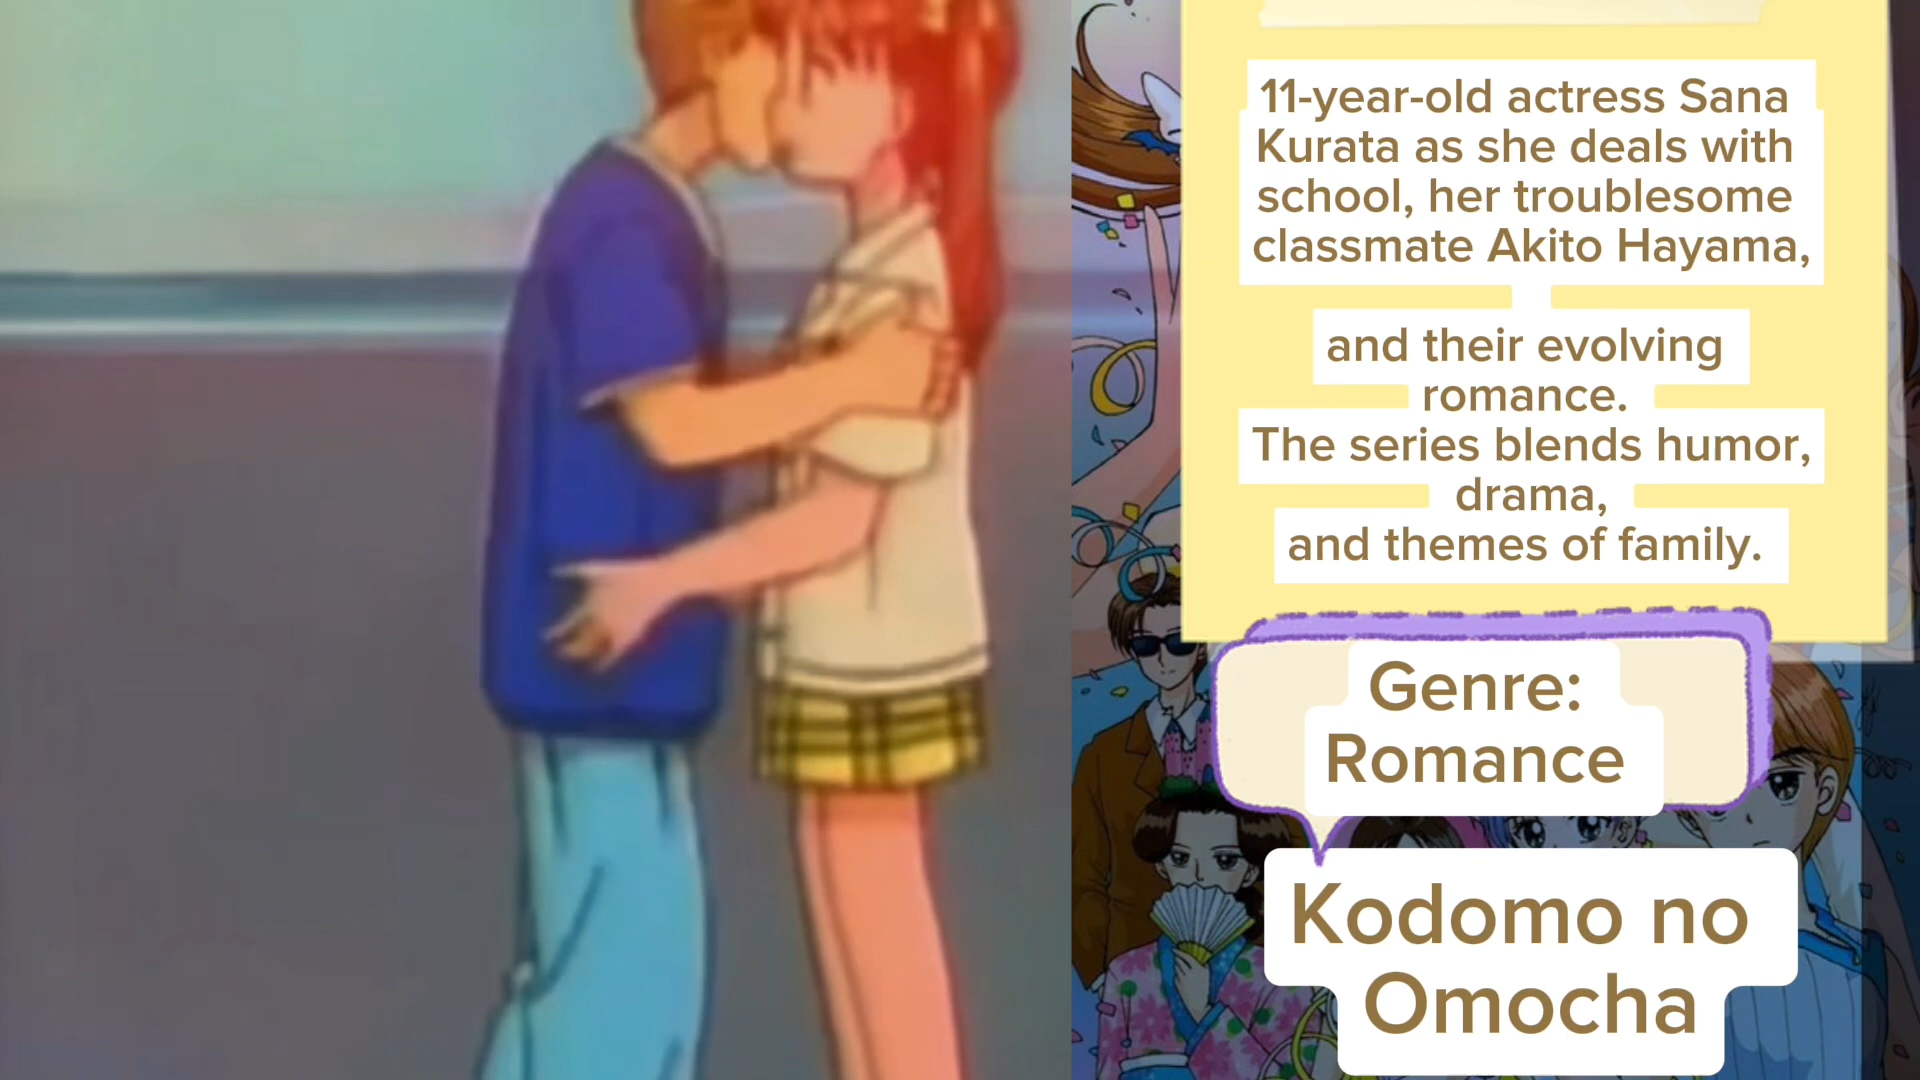 11-year-old actress Sana
Kurata as she deals with
school, her troublesome
classmate Akito Hayama,
and their evolving
romance.
The series blends humor,
drama,
and themes of family.
Genre:
Romance
Kodomo no
Omocha